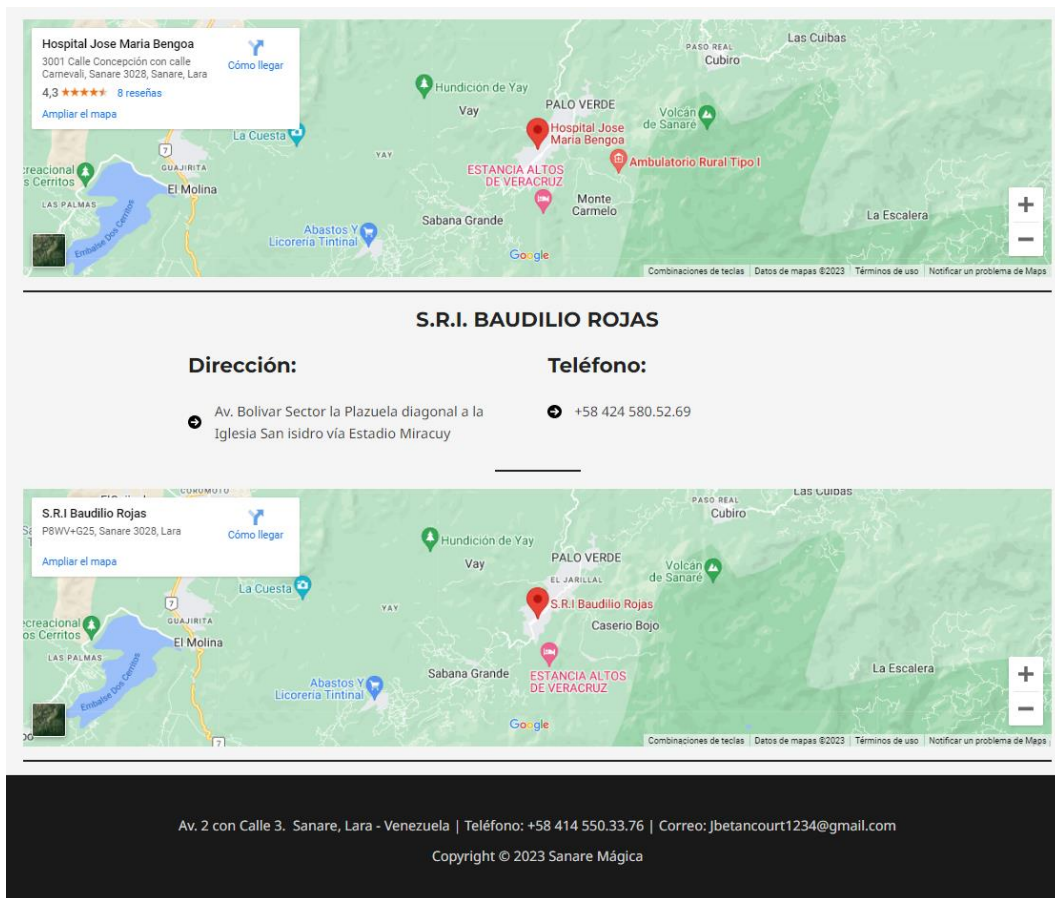 Hospital Jose Maria Bengoa
3001 Calle Concepción con calle
Carnevali, Sanare 3028, Sanare, Lara
4,3 8 reseñas
Ampliar el mapa
Cómo llegar
PASO REAL
Las Cuibas
Cubiro
Hundición de Yay
Vay
PALO VERDE
Volcán
de Sanaré
La Cuesta
Hospital Jose
Maria Bengoa
7
YAY
Ambulatorio Rural Tipo I
GUAJIRITA
ESTANCIA ALTOS
DE VERACRUZ
creacional
s Cerritos
El Molina
LAS PALMAS
Monte
Carmelo
Sabana Grande
La Escalera
Abastos Y
Licorería Tintinal
Embalse Dos Cerritos
Google
Combinaciones de teclas Datos de mapas ©2023 Términos de uso Notificar un problema de Maps
S.R.I. BAUDILIO ROJAS
Dirección:
Av. Bolivar Sector la Plazuela diagonal a la
Iglesia San isidro vía Estadio Miracuy
Teléfono:
+58 424 580.52.69
S.R.I Baudilio Rojas
P8WV+G25, Sanare 3028, Lara
Ampliar el mapa
Cómo llegar
PASO REAL
Las Cuibas
Cubiro
Hundición de Yay
Vay
PALO VERDE
EL JARILLAL
Volcán
de Sanaré
La Cuesta
7
YAY
S.R.I Baudilio Rojas
GUAJIRITA
Caserio Bojo
ecreacional
os Cerritos
El Molina
LAS PALMAS
Sabana Grande
ESTANCIA ALTOS
DE VERACRUZ
La Escalera
Abastos Y
Licorería Tintinal
Embalse Dos Cerritos
Google
7
Combinaciones de teclas Datos de mapas ©2023 Términos de uso Notificar un problema de Maps
Av. 2 con Calle 3. Sanare, Lara - Venezuela | Teléfono: +58 414 550.33.76 | Correo: Jbetancourt1234@gmail.com
Copyright © 2023 Sanare Mágica